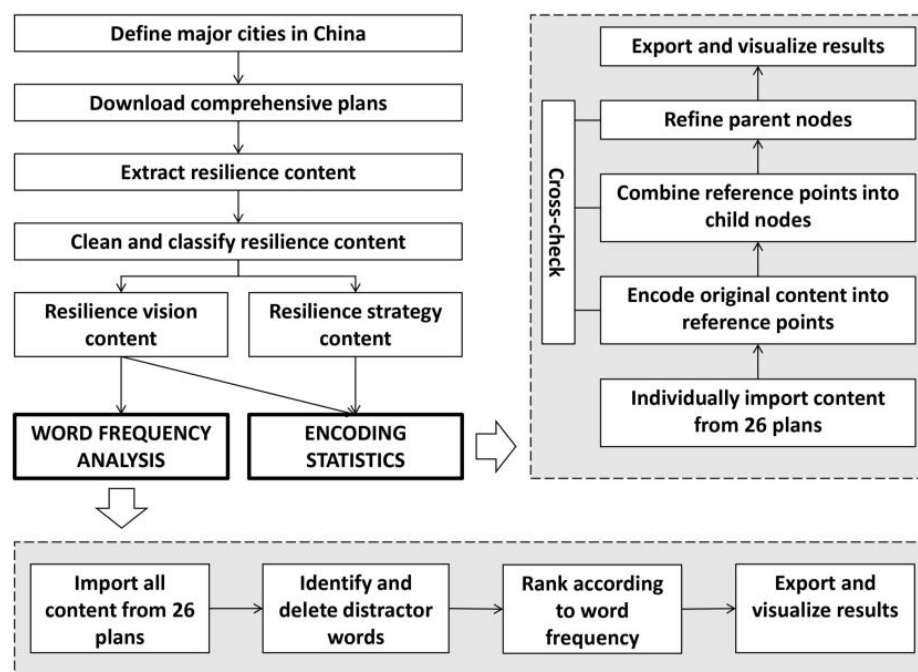 Define major cities in China
Download comprehensive plans
Extract resilience content
Clean and classify resilience content
Resilience vision
content
Resilience strategy
content
WORD FREQUENCY
ANALYSIS
ENCODING
STATISTICS
Export and visualize results
Refine parent nodes
Combine reference points into
child nodes
Encode original content into
reference points
Individually import content
from 26 plans
Cross-check
Import all
content from 26
plans
Identify and
delete distractor
words
Rank according
to word
frequency
Export and
visualize results